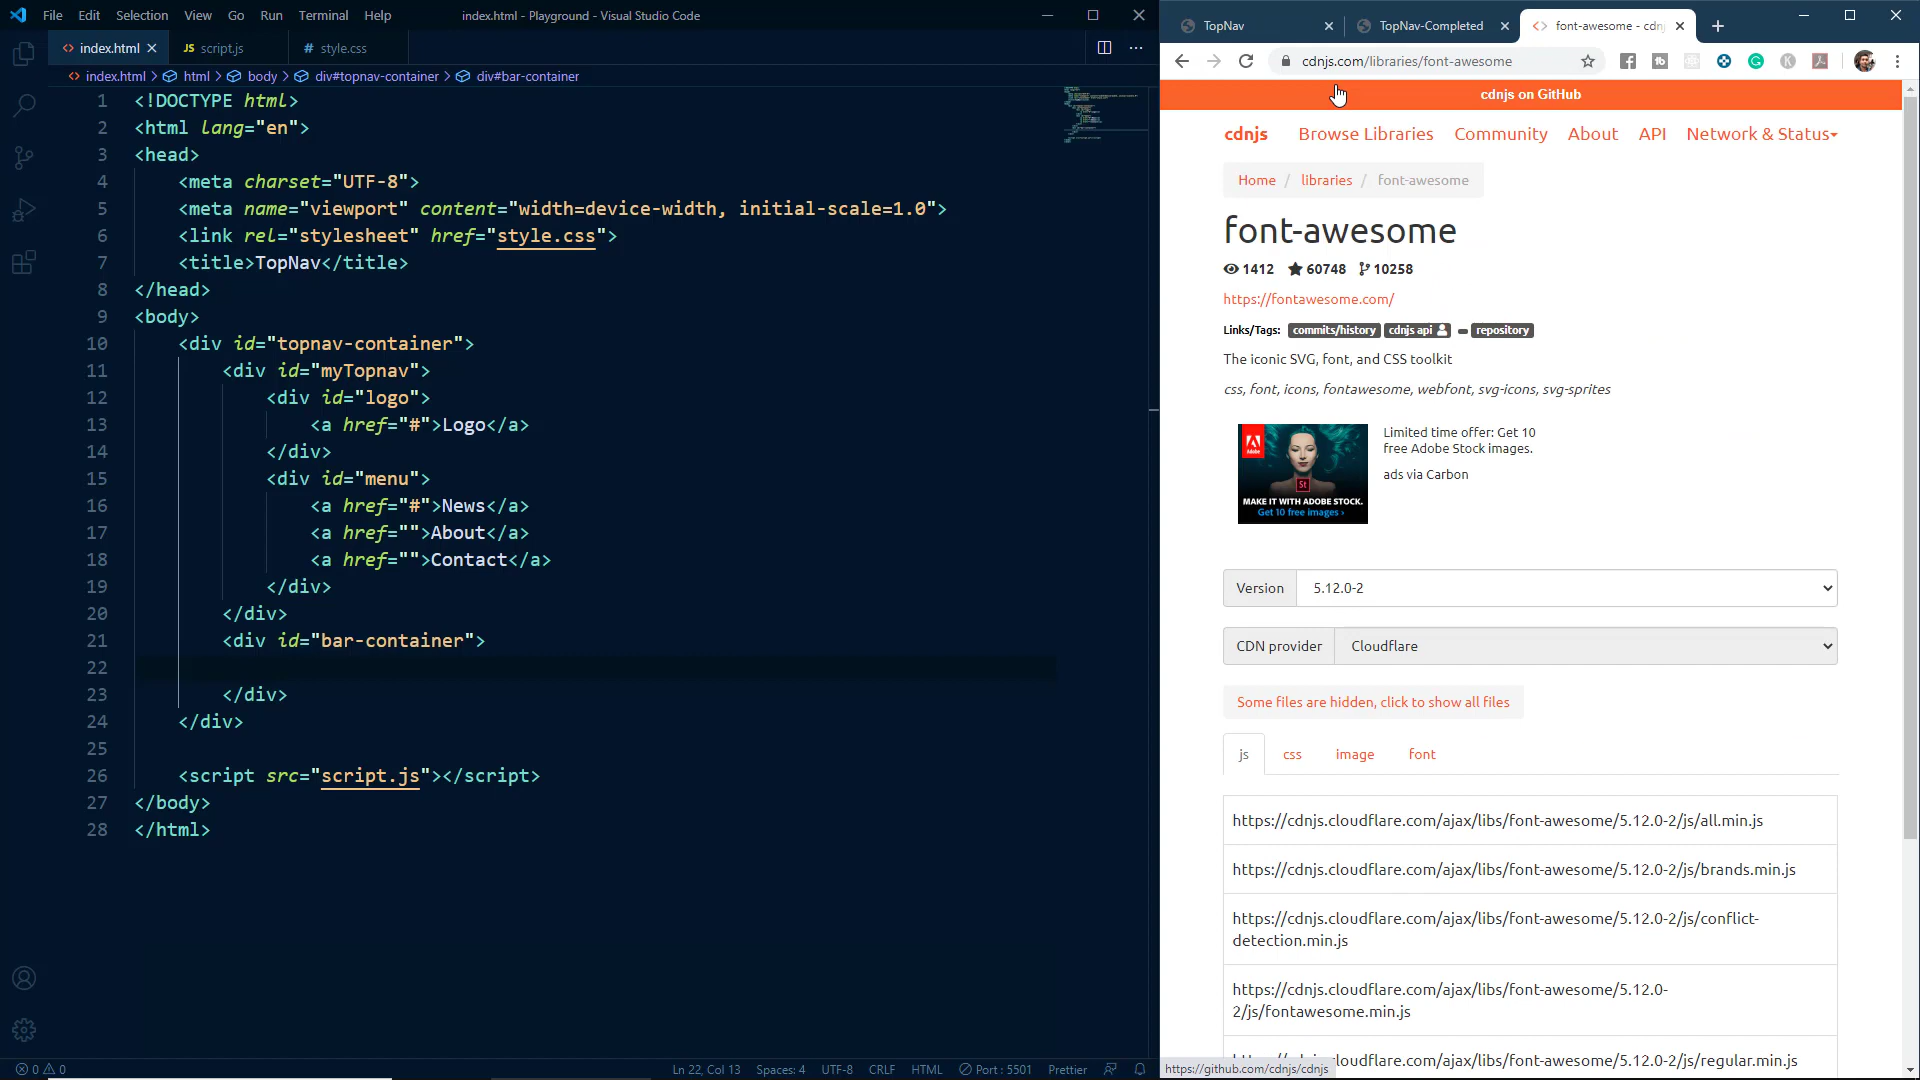 File Edit Selection View Go Run Terminal Help
index.html - Playground - Visual Studio Code
index.html
JS script.js
# style.css
index.html > html > body > div#topnav-container > div#bar-container
1 <!DOCTYPE html>
2 <html lang="en">
3 <head>
4 <meta charset="UTF-8">
5 <meta name="viewport" content="width=device-width, initial-scale=1.0">
6 <link rel="stylesheet" href="style.css">
7 <title>TopNav</title>
8 </head>
9 <body>
10 <div id="topnav-container">
11 <div id="myTopnav">
12 <div id="logo">
13 <a href="#">Logo</a>
14 </div>
15 <div id="menu">
16 <a href="#">News</a>
17 <a href="">About</a>
18 <a href="">Contact</a>
19 </div>
20 </div>
21 <div id="bar-container">
22
23 </div>
24 </div>
25
26 <script src="script.js"></script>
27 </body>
28 </html>
0 0
Ln 22, Col 13 Spaces: 4 UTF-8 CRLF HTML Port : 5501 Prettier
TopNav
TopNav-Completed
font-awesome - cdn
cdnjs.com/libraries/font-awesome
cdnjs on GitHub
cdnjs Browse Libraries Community About API Network & Status
Home / libraries / font-awesome
font-awesome
1412 60748 10258
https://fontawesome.com/
Links/Tags: commits/history cdnjs api repository
The iconic SVG, font, and CSS toolkit
css, font, icons, fontawesome, webfont, svg-icons, svg-sprites
Adobe
St
MAKE IT WITH ADOBE STOCK.
Get 10 free images ›
Limited time offer: Get 10
free Adobe Stock images.
ads via Carbon
Version 5.12.0-2
CDN provider Cloudflare
Some files are hidden, click to show all files
js css image font
https://cdnjs.cloudflare.com/ajax/libs/font-awesome/5.12.0-2/js/all.min.js
https://cdnjs.cloudflare.com/ajax/libs/font-awesome/5.12.0-2/js/brands.min.js
https://cdnjs.cloudflare.com/ajax/libs/font-awesome/5.12.0-2/js/conflict-
detection.min.js
https://cdnjs.cloudflare.com/ajax/libs/font-awesome/5.12.0-
2/js/fontawesome.min.js
loudflare.com/ajax/libs/font-awesome/5.12.0-2/js/regular.min.js
https://github.com/cdnjs/cdnjs